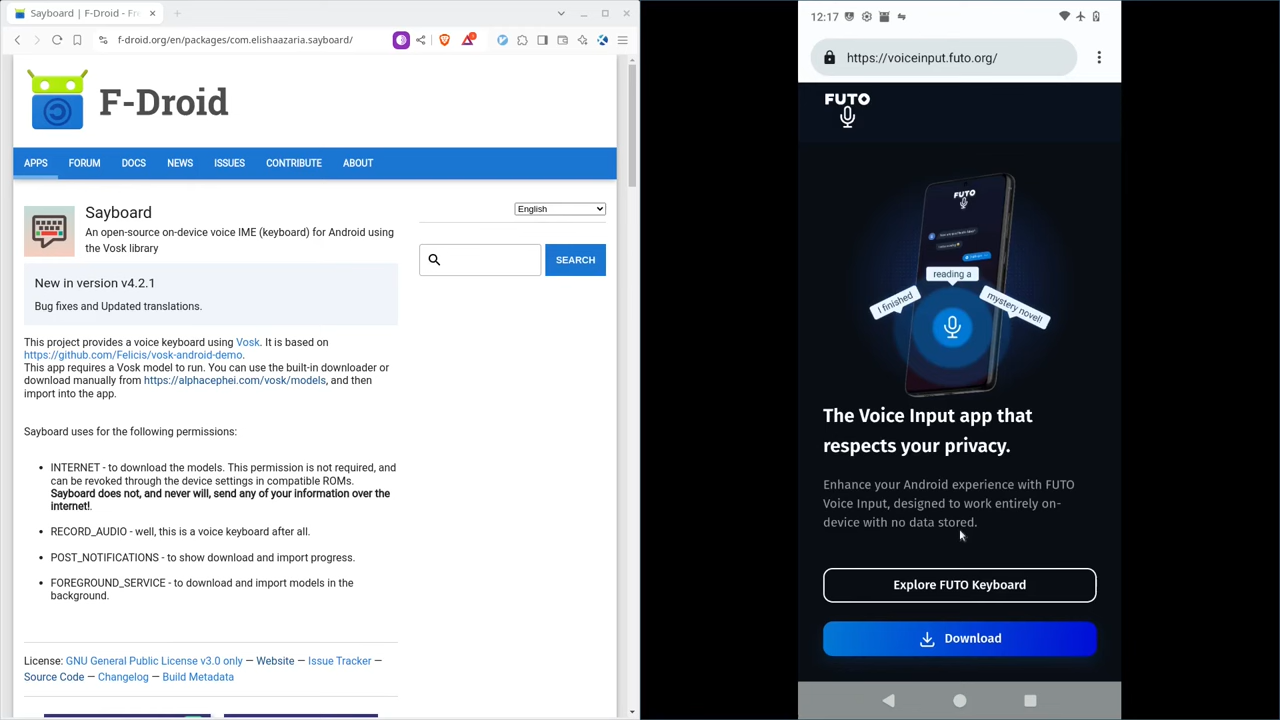 Sayboard | F-Droid - Fr
f-droid.org/en/packages/com.elishaazaria.sayboard/
F-Droid
APPS FORUM DOCS NEWS ISSUES CONTRIBUTE ABOUT
Sayboard
An open-source on-device voice IME (keyboard) for Android using
the Vosk library
English
SEARCH
New in version v4.2.1
Bug fixes and Updated translations.
This project provides a voice keyboard using Vosk. It is based on
https://github.com/Felicis/vosk-android-demo.
This app requires a Vosk model to run. You can use the built-in downloader or
download manually from https://alphacephei.com/vosk/models, and then
import into the app.
Sayboard uses for the following permissions:
• INTERNET - to download the models. This permission is not required, and
can be revoked through the device settings in compatible ROMs.
Sayboard does not, and never will, send any of your information over the
internet!.
• RECORD_AUDIO - well, this is a voice keyboard after all.
• POST_NOTIFICATIONS - to show download and import progress.
• FOREGROUND_SERVICE - to download and import models in the
background.
License: GNU General Public License v3.0 only — Website — Issue Tracker —
Source Code — Changelog — Build Metadata
12:17
https://voiceinput.futo.org/
FUTO
FUTO
I finished
reading a
mystery novel!
The Voice Input app that
respects your privacy.
Enhance your Android experience with FUTO
Voice Input, designed to work entirely on-
device with no data stored.
Explore FUTO Keyboard
Download